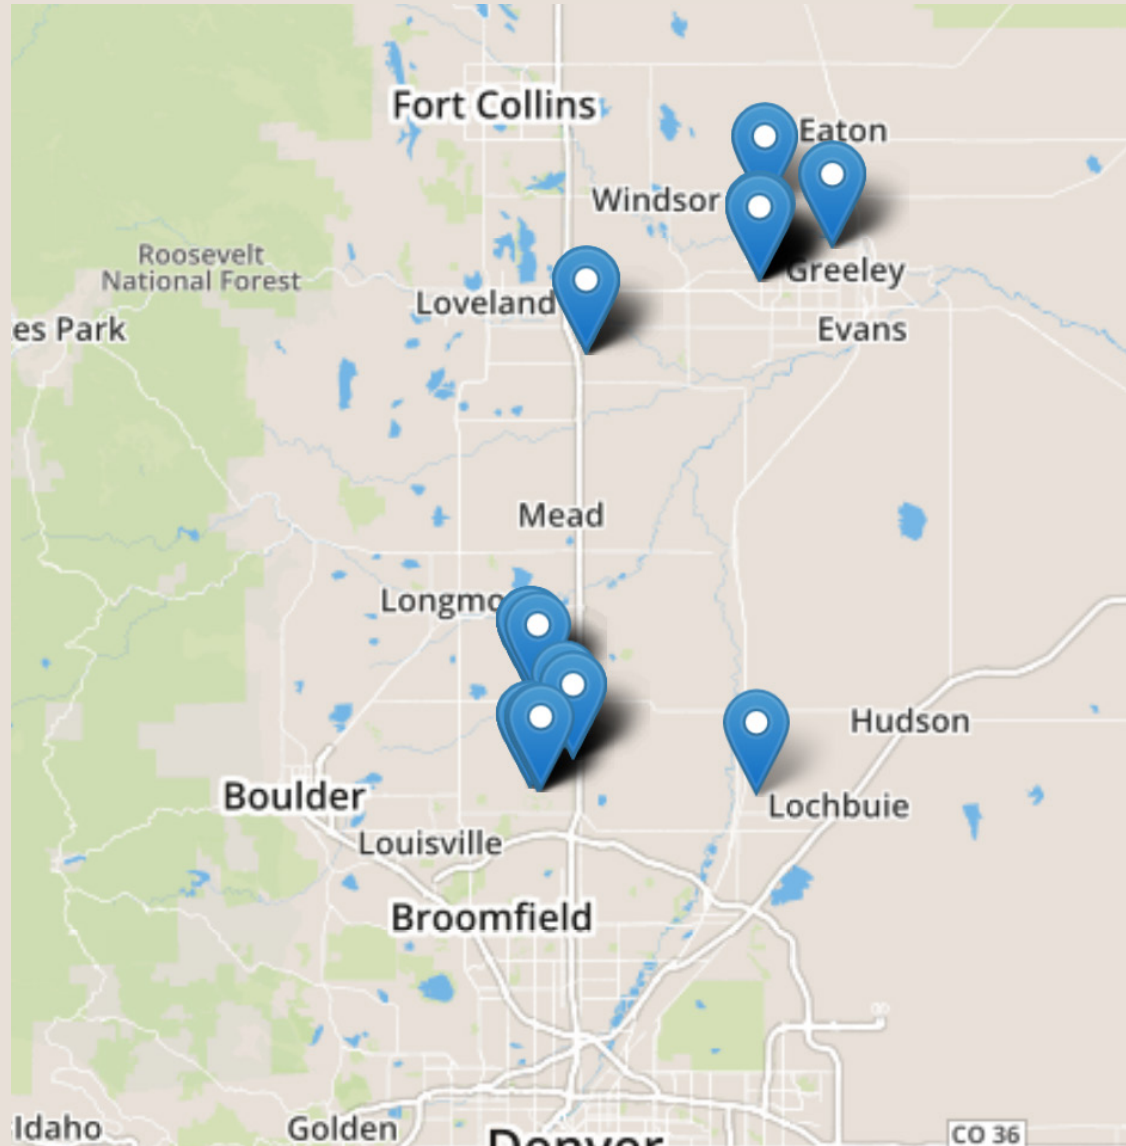 Fort Collins
Eaton
Windsor
Roosevelt
National Forest
Greeley
Loveland
es Park
Evans
Mead
Longmo
Hudson
Boulder
Lochbuie
Louisville
Broomfield
Idaho
Golden
Denver
CO 36